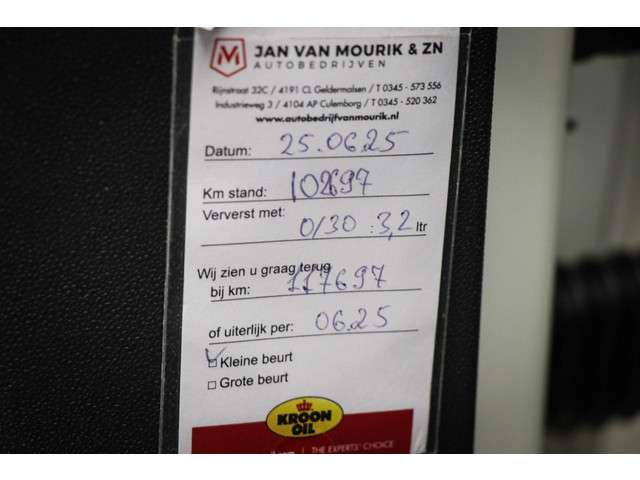 JAN VAN MOURIK & ZN
AUTOBEDRIJVEN
Rijnstraat 32C / 4191 CL Geldermalsen / T 0345 - 573 556
Industrieweg 3 / 4104 AP Culemborg / T 0345 - 520 362
www.autobedrijfvanmourik.nl
Datum: 25.06.25
Km stand: 102697
Ververst met: 0/30 : 3,2 ltr
Wij zien u graag terug
bij km: 117697
of uiterlijk per: 06.25
Kleine beurt
Grote beurt
KROON
OIL
THE EXPERTS' CHOICE